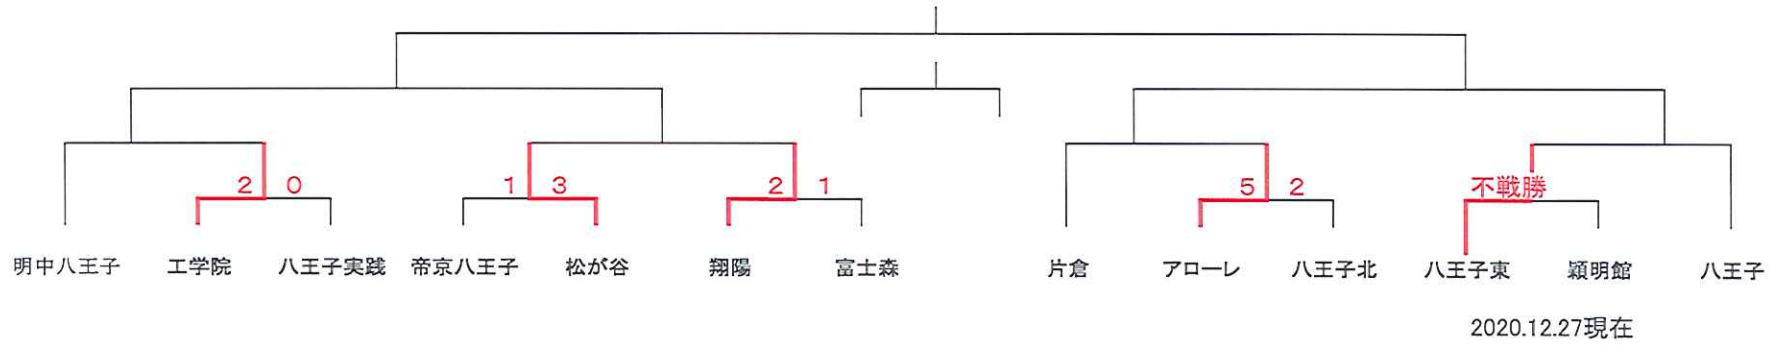 2 0 1 3 2 1 5 2 不戦勝
明中八王子 工学院 八王子実践 帝京八王子 松が谷 翔陽 富士森 片倉 アローレ 八王子北 八王子東 穎明館 八王子
2020.12.27現在